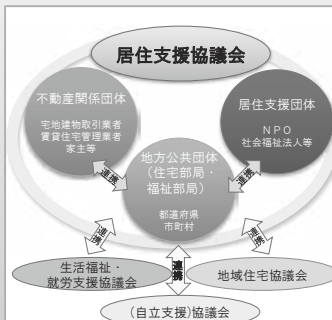 居住支援協議会
不動産関係団体
宅地建物取引業者
賃貸住宅管理業者
家主等
居住支援団体
ＮＰＯ
社会福祉法人等
地方公共団体
（住宅部局・
福祉部局）
都道府県
市町村
連携
連携
連携
連携
連携
生活福祉・
就労支援協議会
地域住宅協議会
(自立支援)協議会